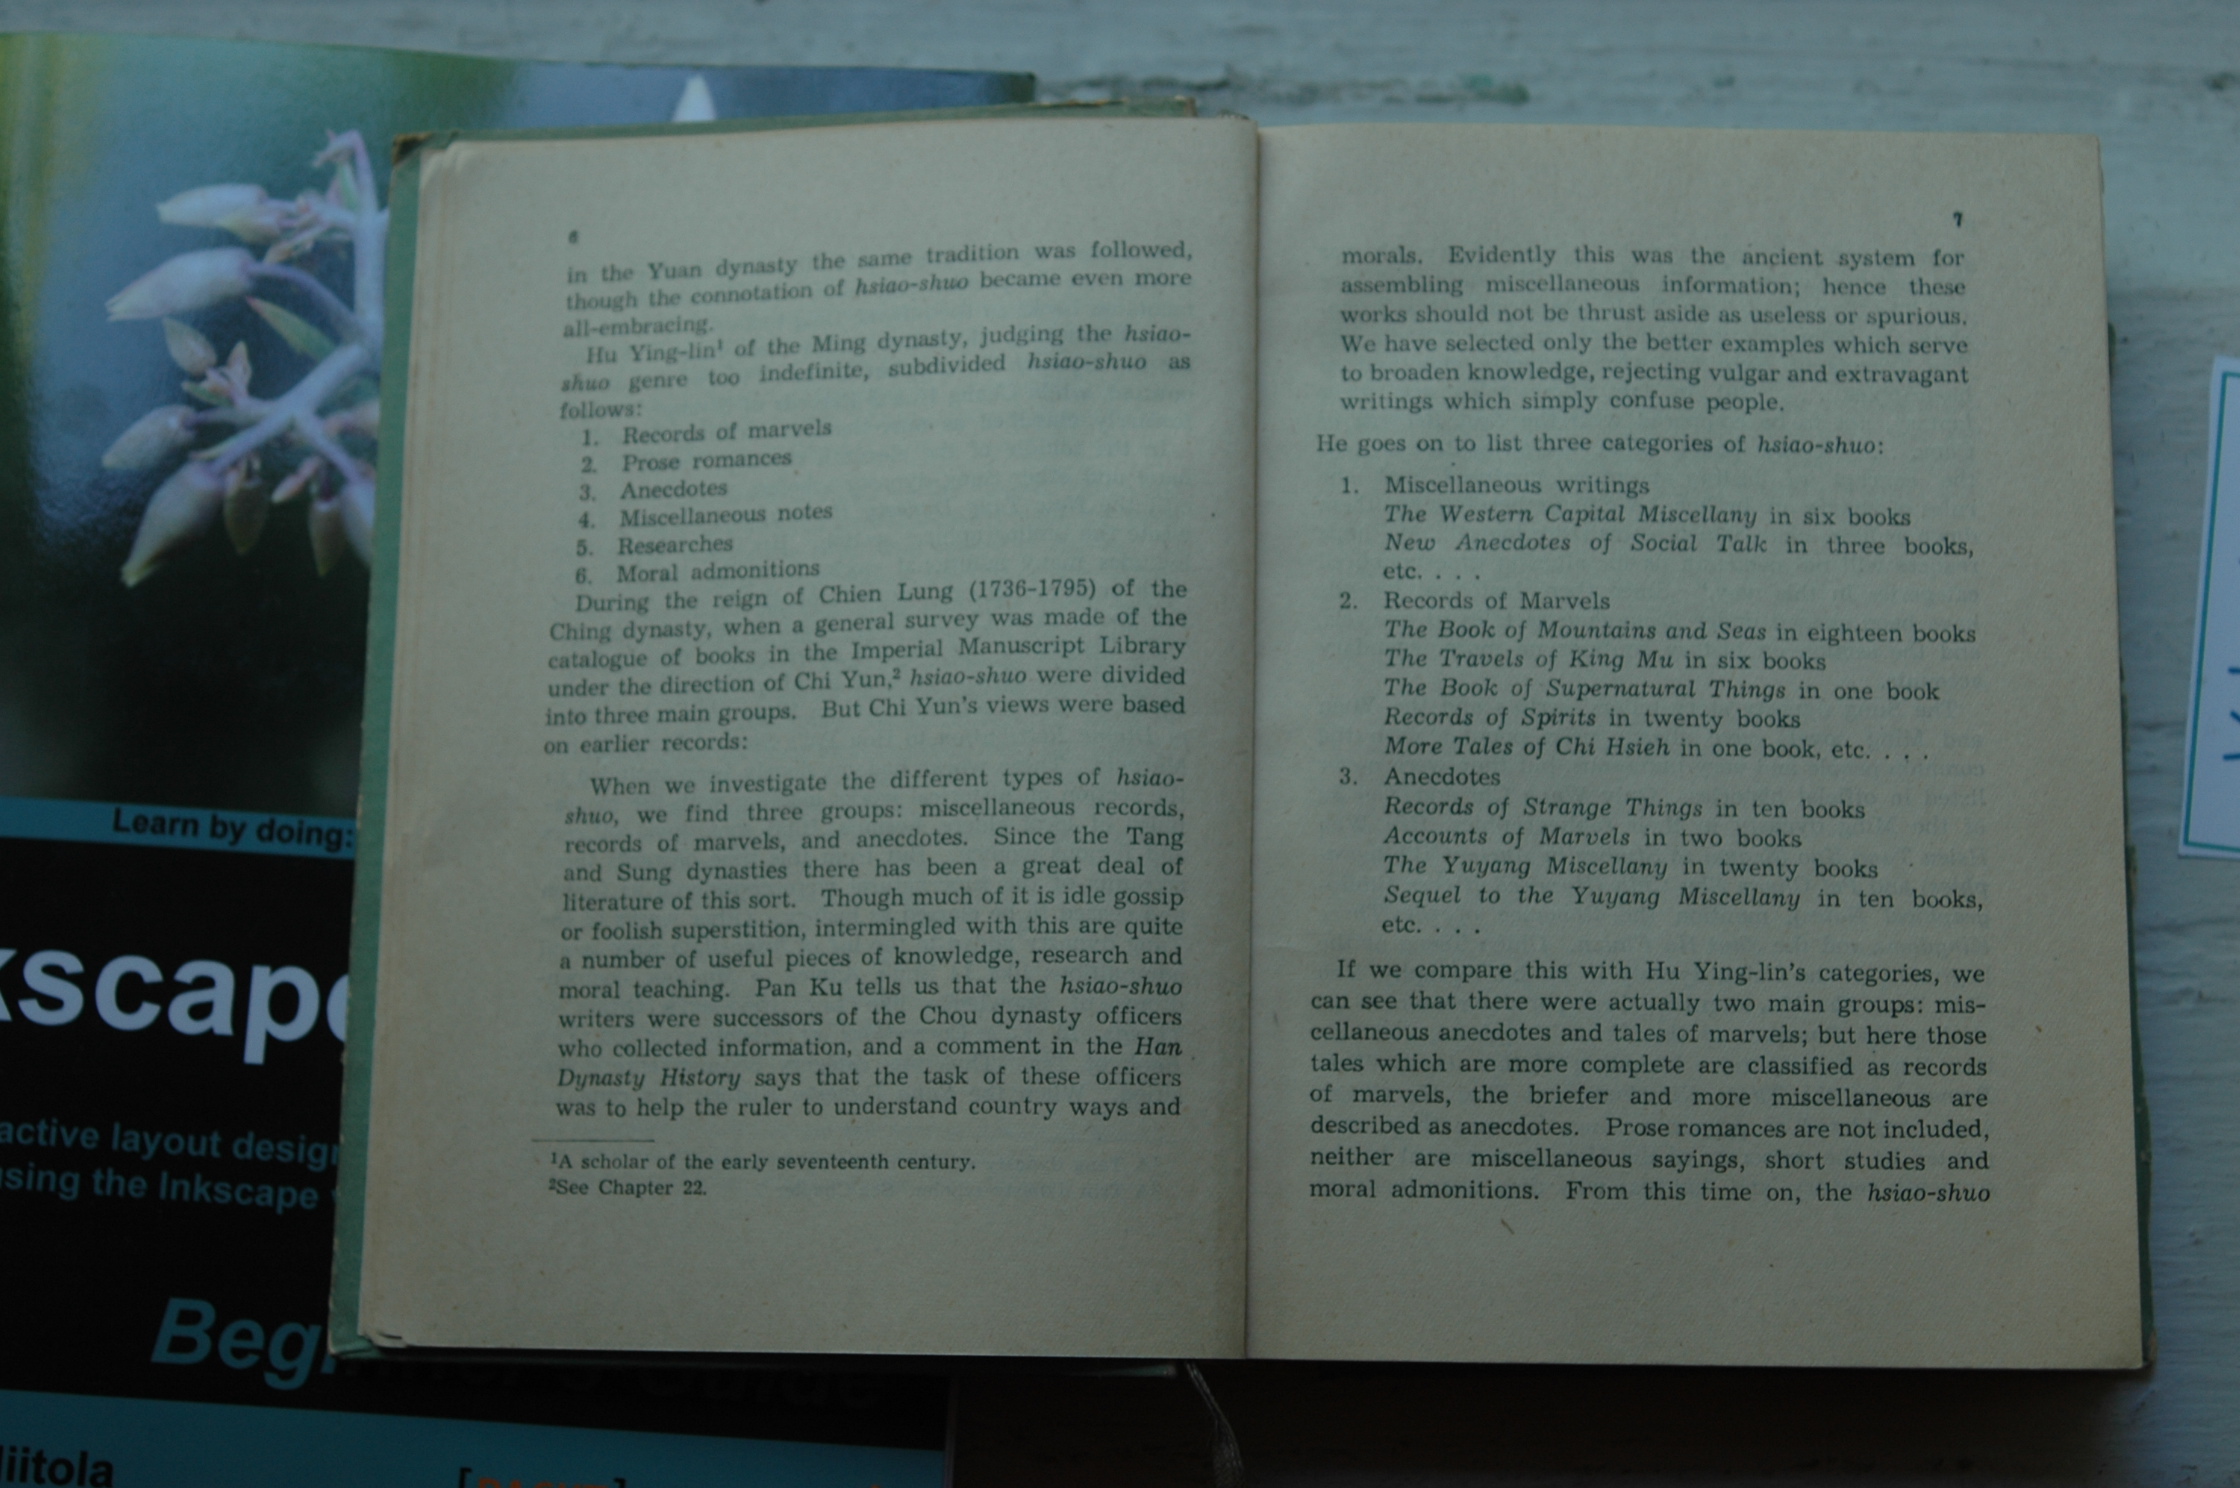 6
in the Yuan dynasty the same tradition was followed,
though the connotation of hsiao-shuo became even more
all-embracing.
Hu Ying-lin¹ of the Ming dynasty, judging the hsiao-
shuo genre too indefinite, subdivided hsiao-shuo as
follows:
1. Records of marvels
2. Prose romances
3. Anecdotes
4. Miscellaneous notes
5. Researches
6. Moral admonitions
During the reign of Chien Lung (1736-1795) of the
Ching dynasty, when a general survey was made of the
catalogue of books in the Imperial Manuscript Library
under the direction of Chi Yun,² hsiao-shuo were divided
into three main groups. But Chi Yun's views were based
on earlier records:
When we investigate the different types of hsiao-
shuo, we find three groups: miscellaneous records,
records of marvels, and anecdotes. Since the Tang
and Sung dynasties there has been a great deal of
literature of this sort. Though much of it is idle gossip
or foolish superstition, intermingled with this are quite
a number of useful pieces of knowledge, research and
moral teaching. Pan Ku tells us that the hsiao-shuo
writers were successors of the Chou dynasty officers
who collected information, and a comment in the Han
Dynasty History says that the task of these officers
was to help the ruler to understand country ways and
¹A scholar of the early seventeenth century.
²See Chapter 22.
7
morals. Evidently this was the ancient system for
assembling miscellaneous information; hence these
works should not be thrust aside as useless or spurious.
We have selected only the better examples which serve
to broaden knowledge, rejecting vulgar and extravagant
writings which simply confuse people.
He goes on to list three categories of hsiao-shuo:
1. Miscellaneous writings
The Western Capital Miscellany in six books
New Anecdotes of Social Talk in three books,
etc. . . .
2. Records of Marvels
The Book of Mountains and Seas in eighteen books
The Travels of King Mu in six books
The Book of Supernatural Things in one book
Records of Spirits in twenty books
More Tales of Chi Hsieh in one book, etc. . . .
3. Anecdotes
Records of Strange Things in ten books
Accounts of Marvels in two books
The Yuyang Miscellany in twenty books
Sequel to the Yuyang Miscellany in ten books,
etc. . . .
If we compare this with Hu Ying-lin's categories, we
can see that there were actually two main groups: mis-
cellaneous anecdotes and tales of marvels; but here those
tales which are more complete are classified as records
of marvels, the briefer and more miscellaneous are
described as anecdotes. Prose romances are not included,
neither are miscellaneous sayings, short studies and
moral admonitions. From this time on, the hsiao-shuo
Learn by doing:
kscape
active layout design
using the Inkscape
Beg
iitola